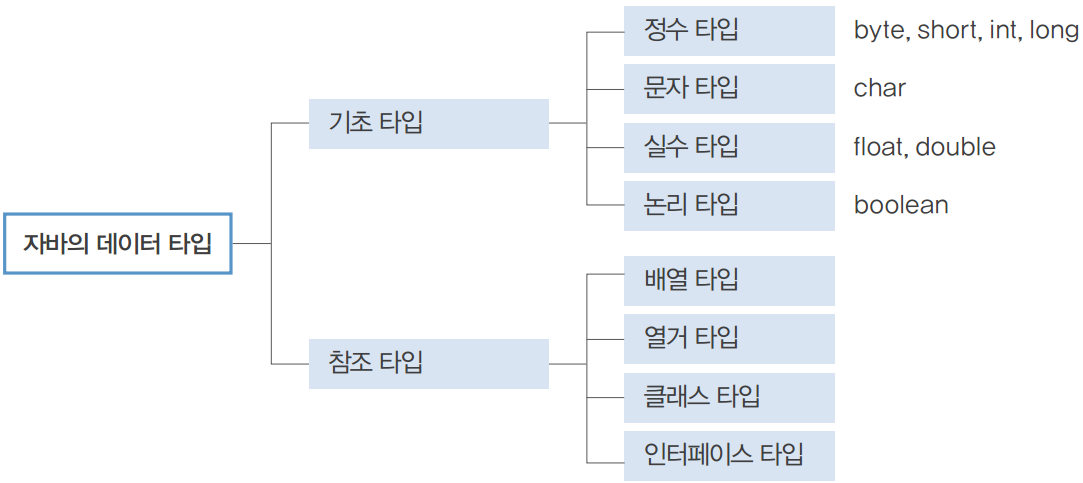 자바의 데이터 타입
기초 타입
정수 타입 byte, short, int, long
문자 타입 char
실수 타입 float, double
논리 타입 boolean
참조 타입
배열 타입
열거 타입
클래스 타입
인터페이스 타입